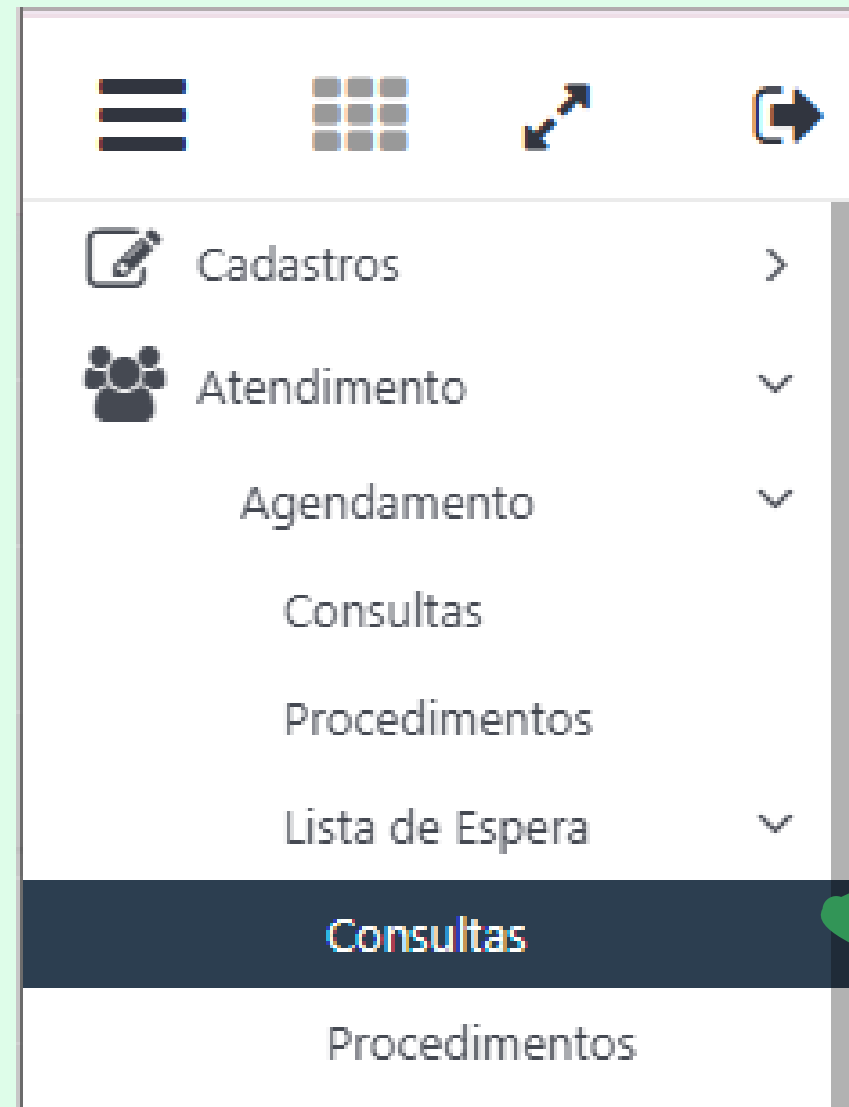 Cadastros
Atendimento
Agendamento
Consultas
Procedimentos
Lista de Espera
Consultas
Procedimentos